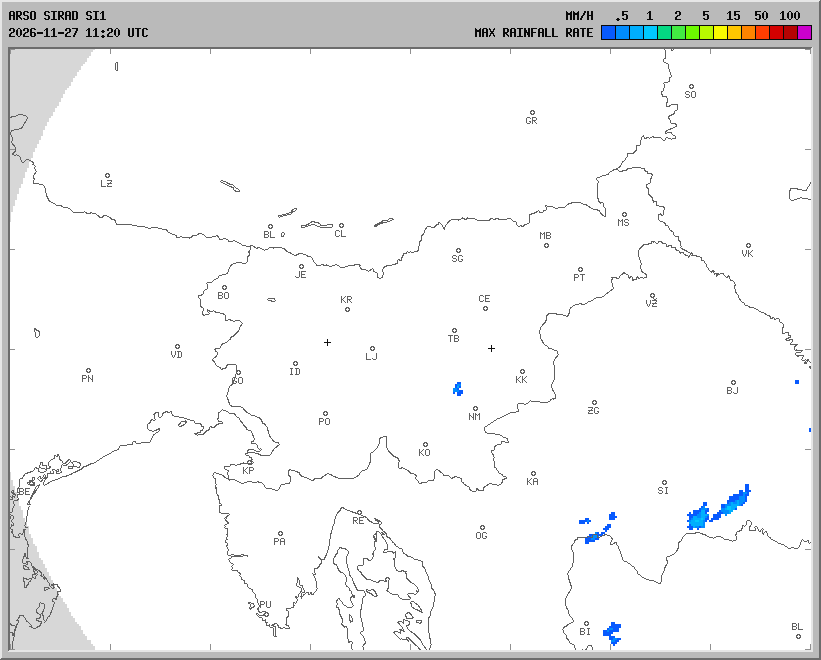 ARSO SIRAD SI1 MM/H .5 1 2 5 15 50 100
2026-11-27 11:20 UTC MAX RAINFALL RATE
SO
GR
LZ
MS
BL CL
MB
VK
SG
JE
PT
BO
KR CE VZ
TB
VD LJ
ID
PN GO KK
BJ
ZG
NM
PO
KO
KP
KA
BE SI
RE
OG
PA
PU
BI BL